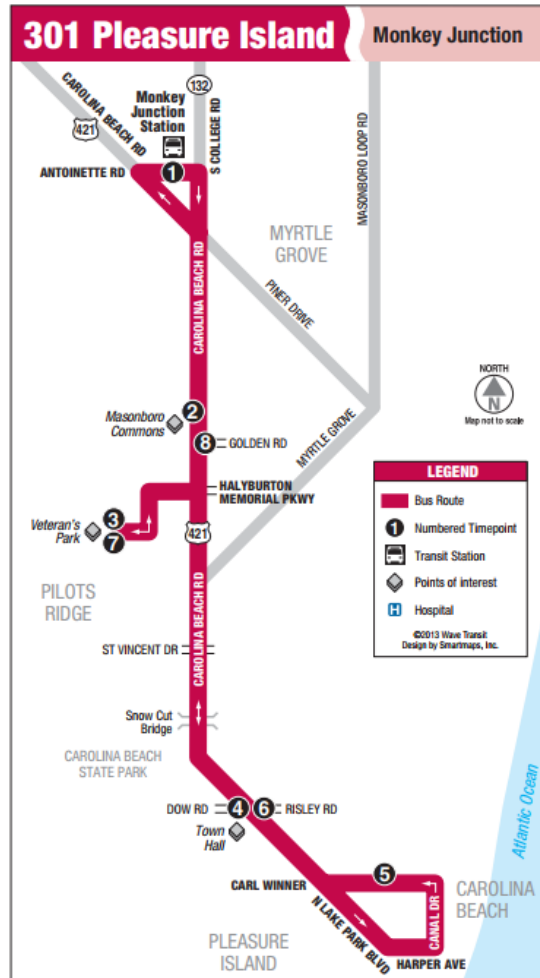 301 Pleasure Island
Monkey Junction
CAROLINA BEACH RD
421
132
S COLLEGE RD
Monkey
Junction
Station
1
ANTOINETTE RD
MASONBORO LOOP RD
MYRTLE
GROVE
CAROLINA BEACH RD
PINER DRIVE
NORTH
N
Map not to scale
2
Masonboro
Commons
8
GOLDEN RD
MYRTLE GROVE
HALYBURTON
MEMORIAL PKWY
Veteran's
Park
3
7
421
PILOTS
RIDGE
LEGEND
Bus Route
1
Numbered Timepoint
Transit Station
Points of interest
H
Hospital
©2013 Wave Transit
Design by Smartmaps, Inc.
CAROLINA BEACH RD
ST VINCENT DR
Snow Cut
Bridge
CAROLINA BEACH
STATE PARK
DOW RD
4
6
RISLEY RD
Town
Hall
Atlantic Ocean
5
CARL WINNER
N LAKE PARK BLVD
CANAL DR
CAROLINA
BEACH
HARPER AVE
PLEASURE
ISLAND